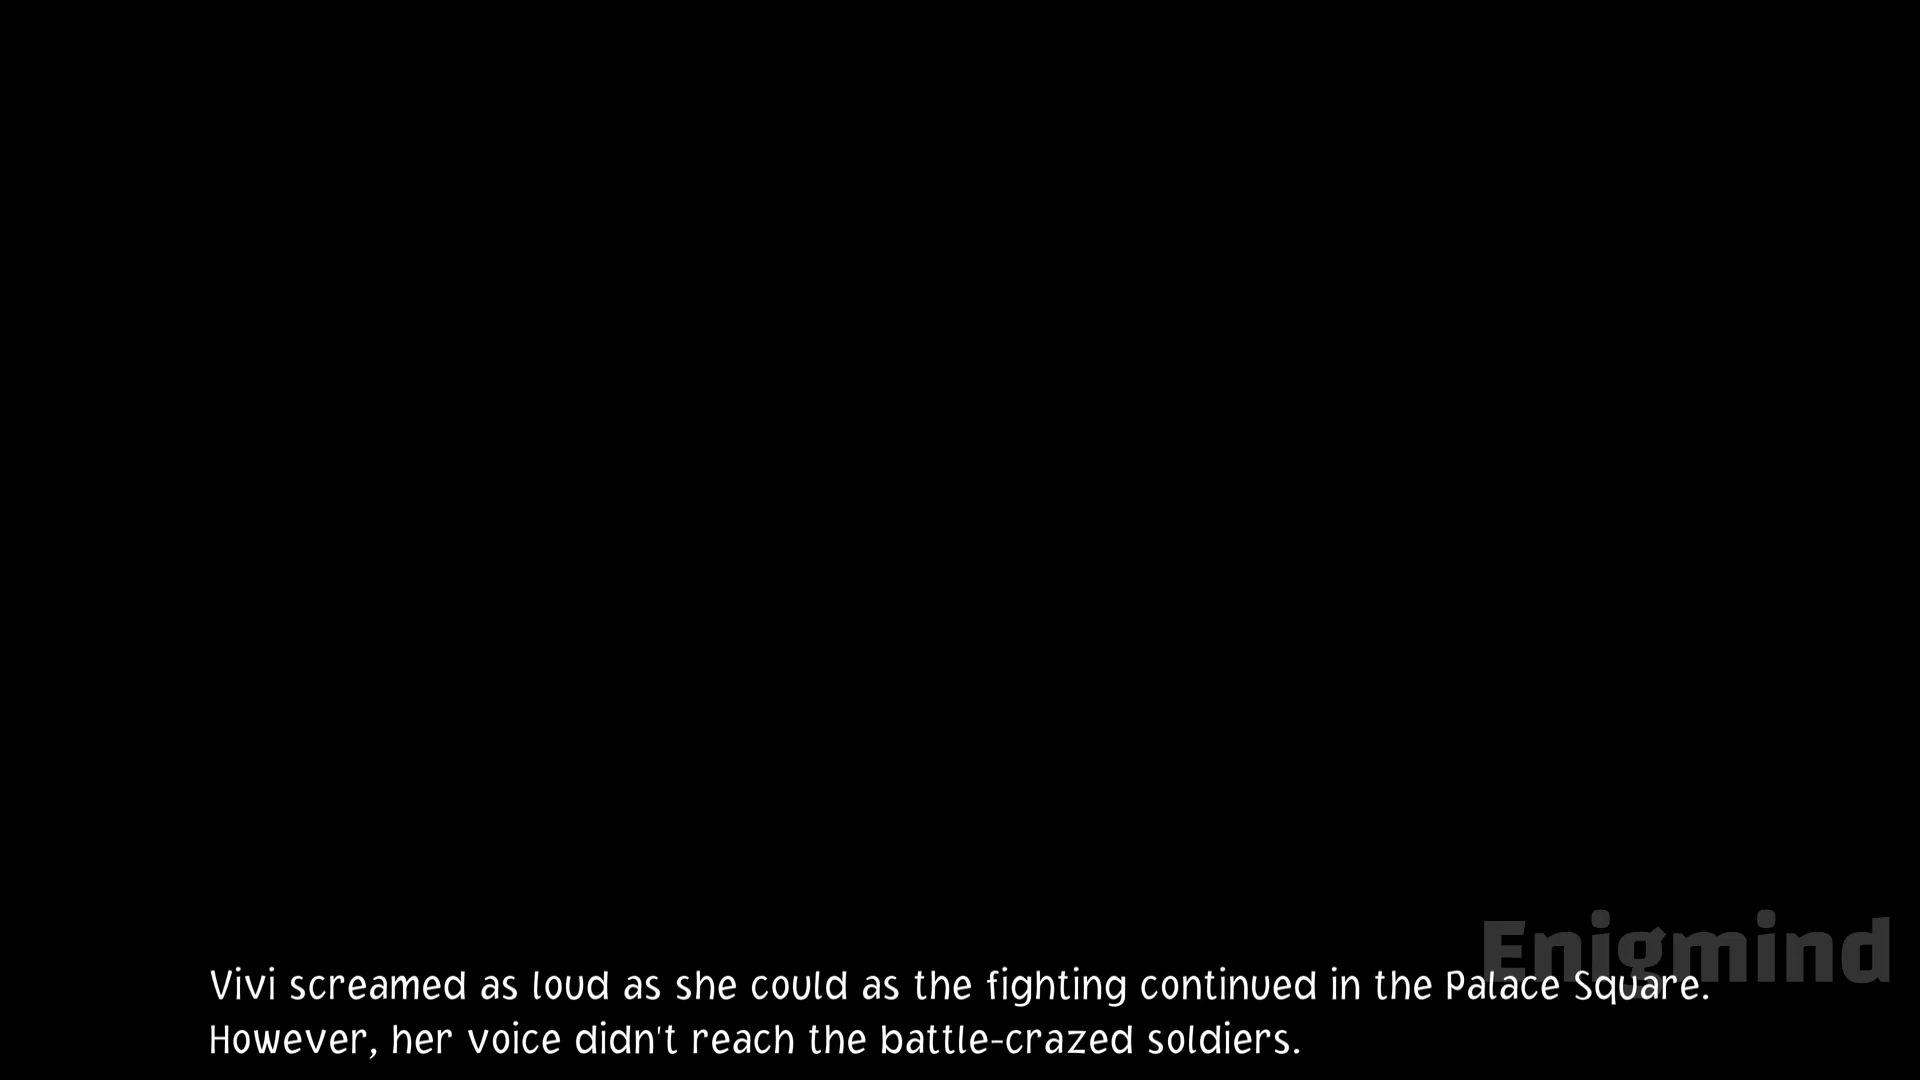 Enigmind
Vivi screamed as loud as she could as the fighting continued in the Palace Square.
However, her voice didn't reach the battle-crazed soldiers.